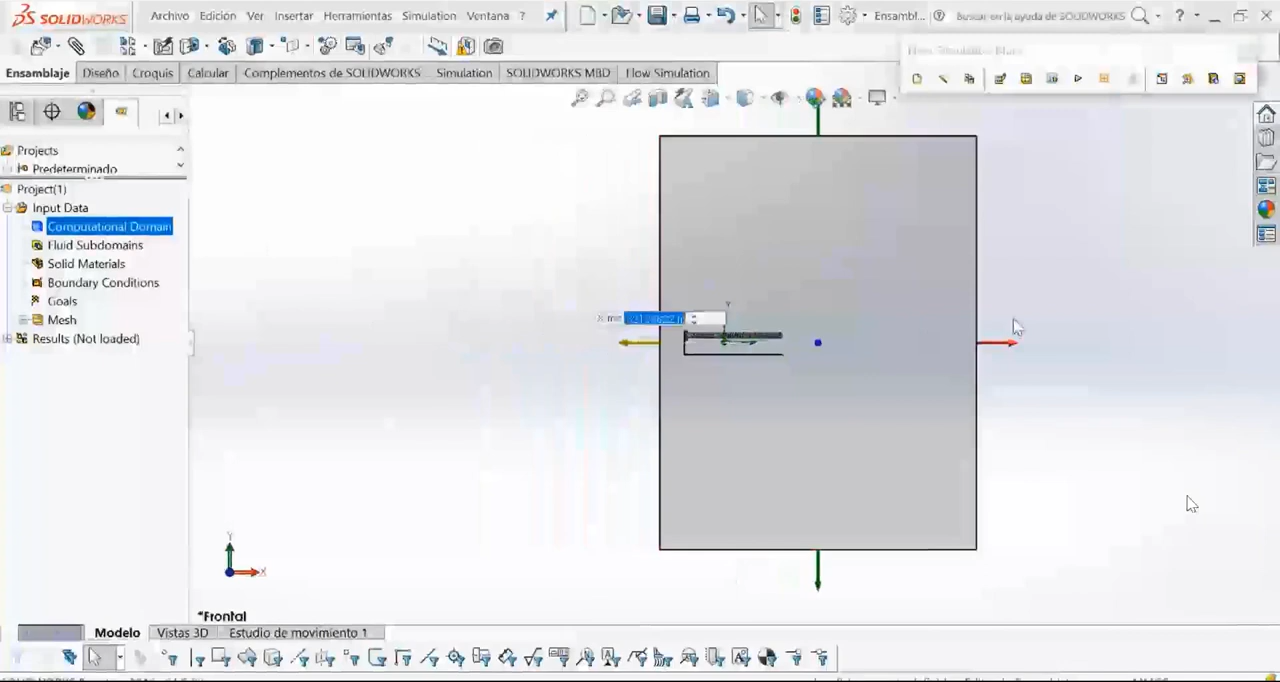 SOLIDWORKS Archivo Edición Ver Insertar Herramientas Simulation Ventana ? Ensambl... Buscar en la ayuda de SOLIDWORKS ?
Ensamblaje Diseño Croquis Calcular Complementos de SOLIDWORKS Simulation SOLIDWORKS MBD Flow Simulation
Projects
Predeterminado
Project(1)
Input Data
Computational Domain
Fluid Subdomains
Solid Materials
Boundary Conditions
Goals
Mesh
Results (Not loaded)
Y
X
*Frontal
Modelo Vistas 3D Estudio de movimiento 1